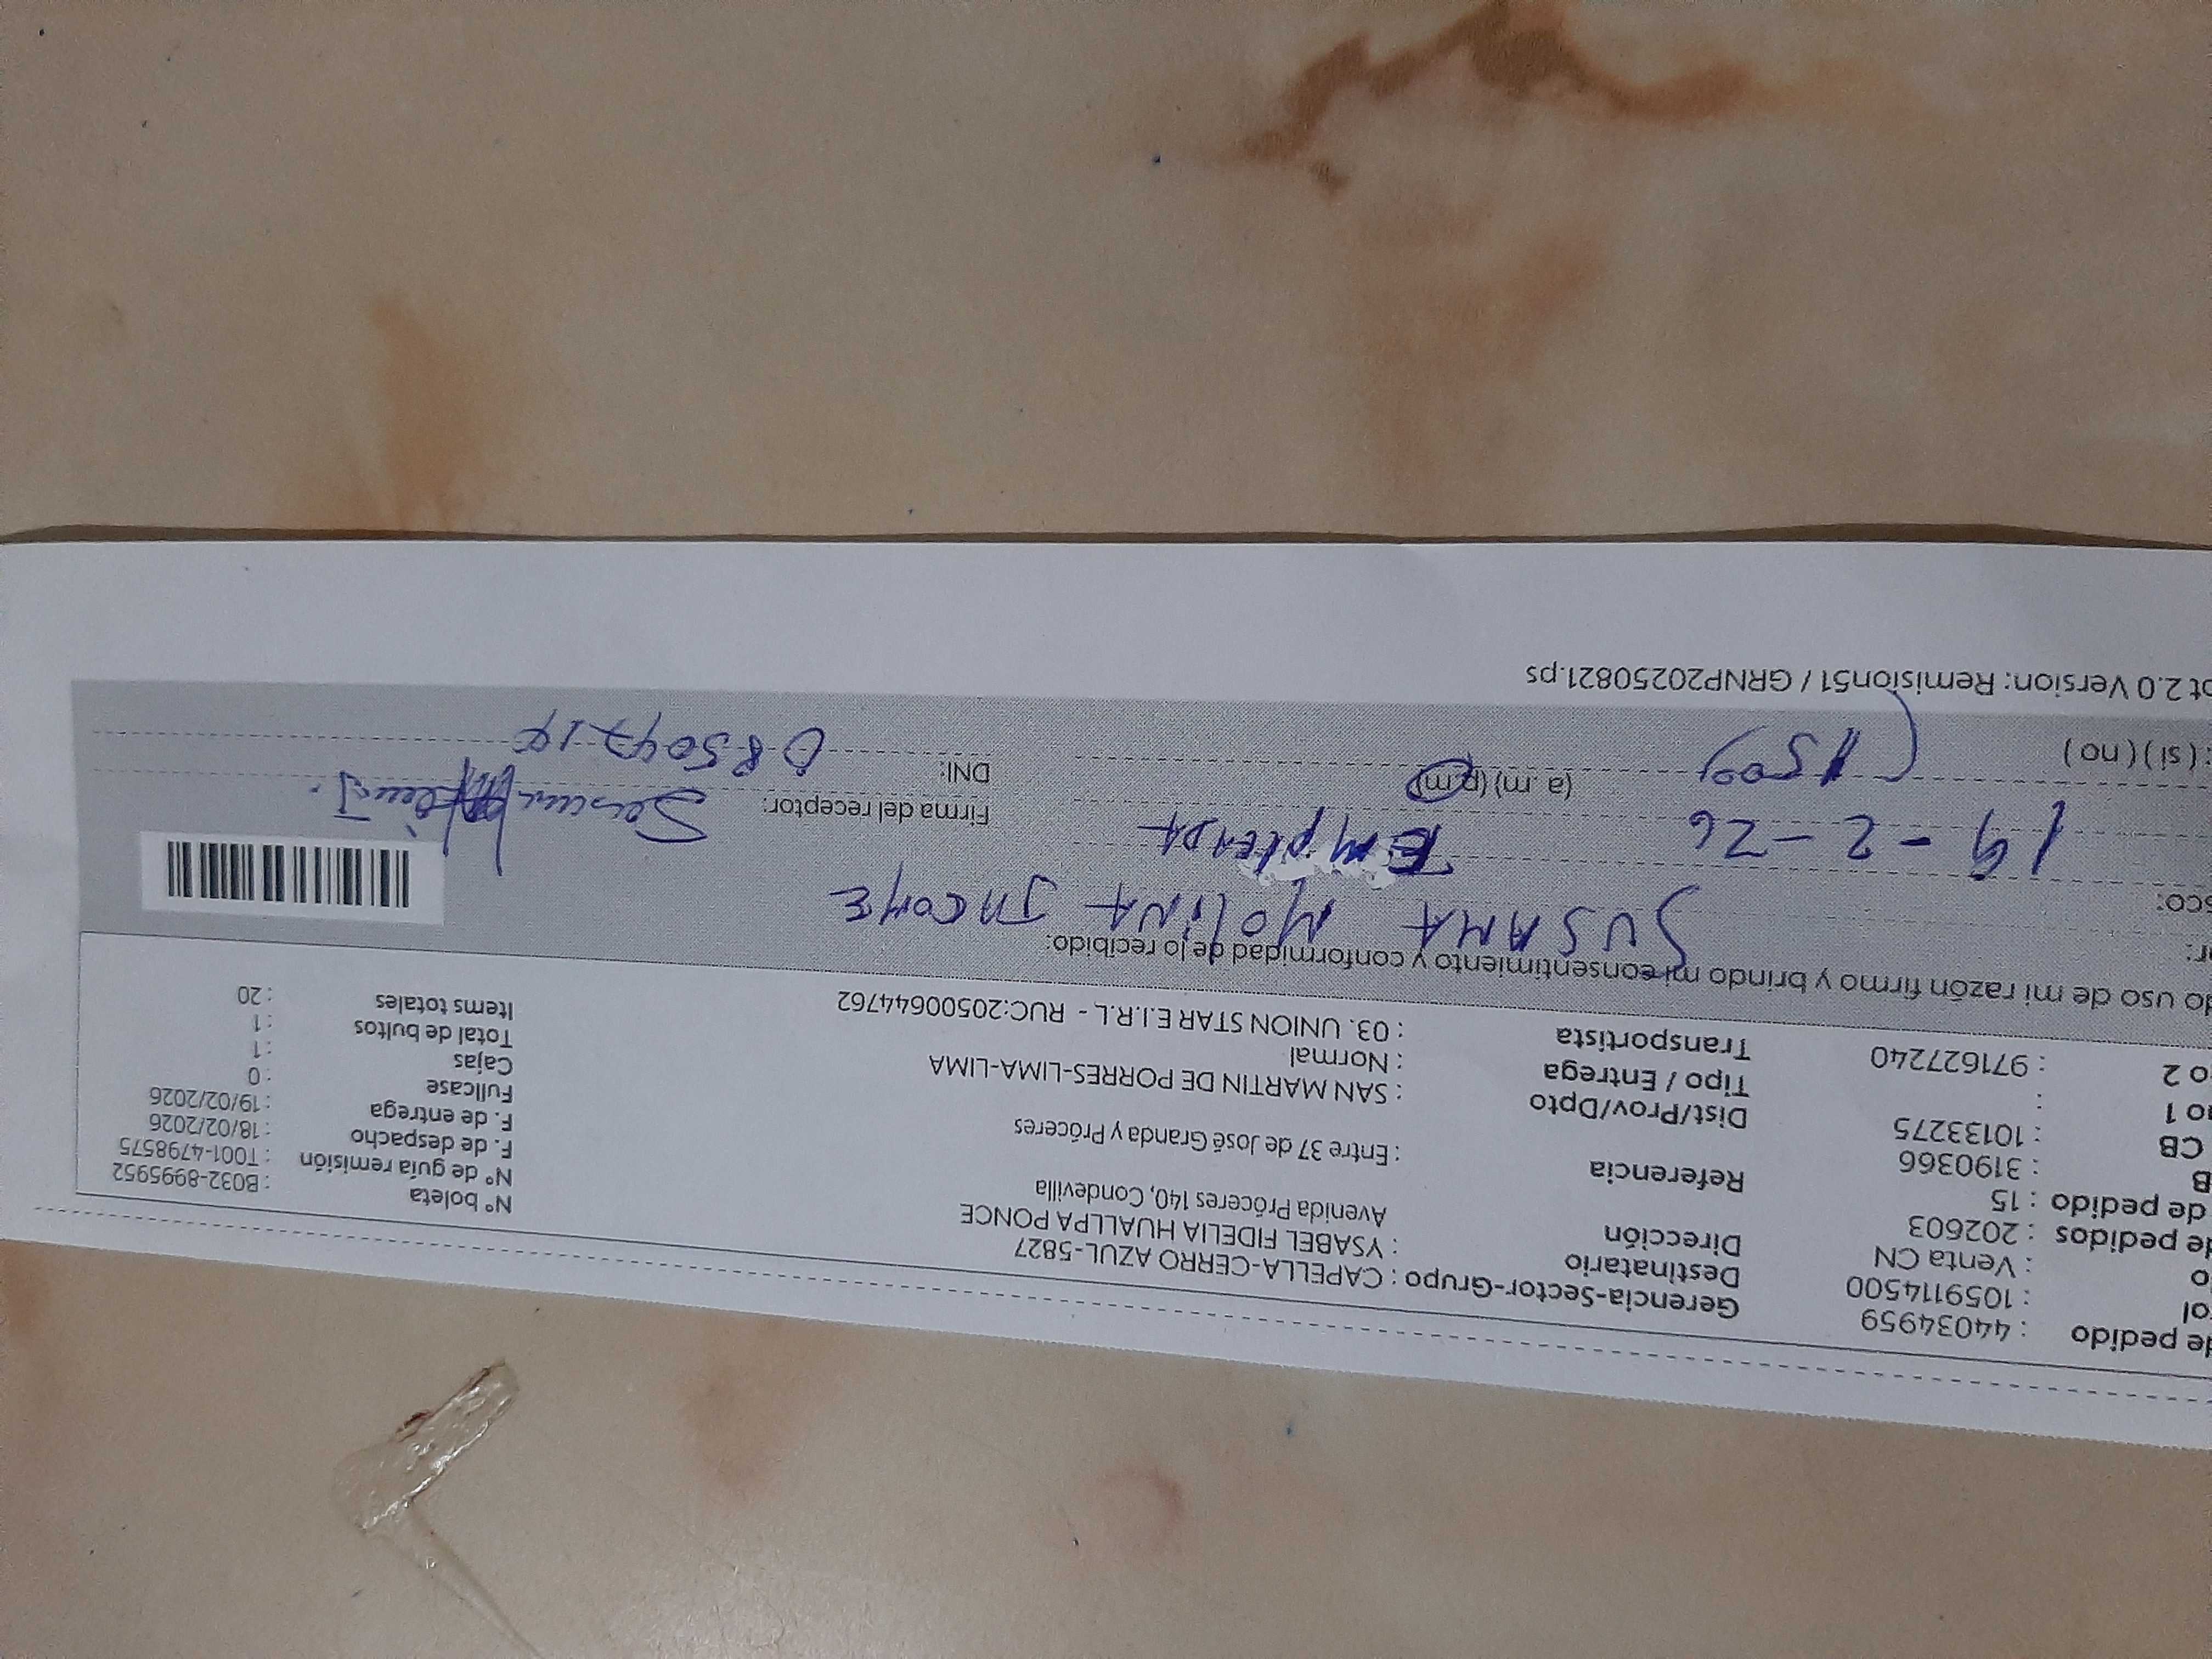 de pedido : 44034959
ol : 1059114500
o : Venta CN
de pedidos : 202603
de pedido : 15
B : 3190366
CB : 10133275
o 1 :
o 2 : 971627240
Gerencia-Sector-Grupo : CAPELLA-CERRO AZUL-5827
Destinatario : YSABEL FIDELIA HUALLPA PONCE
Dirección Avenida Próceres 140, Condevilla
Referencia : Entre 37 de José Granda y Próceres
Dist/Prov/Dpto : SAN MARTIN DE PORRES-LIMA-LIMA
Tipo / Entrega : Normal
Transportista : 03. UNION STAR E.I.R.L - RUC:20500644762
N° boleta : B032-8995952
N° de guía remisión : T001-4798575
F. de despacho : 18/02/2026
F. de entrega : 19/02/2026
Fullcase : 0
Cajas : 1
Total de bultos : 1
Items totales : 20
do uso de mi razón firmo y brindo mi consentimiento y conformidad de lo recibido:
r: SUSANA MOLINA JACOME
sco: EMPLEADA
19-2-26
Firma del receptor:
: ( si ) ( no ) (a .m) (p.m)
DNI:
ot 2.0 Version: Remision51 / GRNP20250821.ps